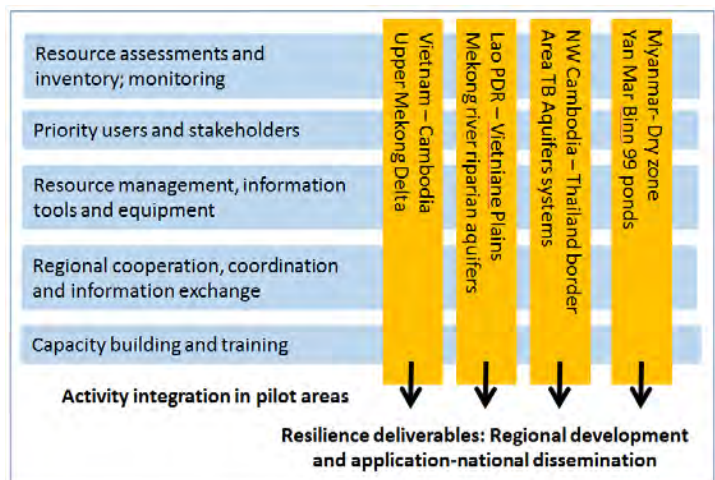 Resource assessments and
inventory; monitoring
Priority users and stakeholders
Resource management, information
tools and equipment
Regional cooperation, coordination
and information exchange
Capacity building and training
Vietnam – Cambodia
Upper Mekong Delta
Lao PDR – Vietniane Plains
Mekong river riparian aquifers
NW Cambodia – Thailand border
Area TB Aquifers systems
Myanmar- Dry zone
Yan Mar Binn 99 ponds
Activity integration in pilot areas
Resilience deliverables: Regional development
and application-national dissemination